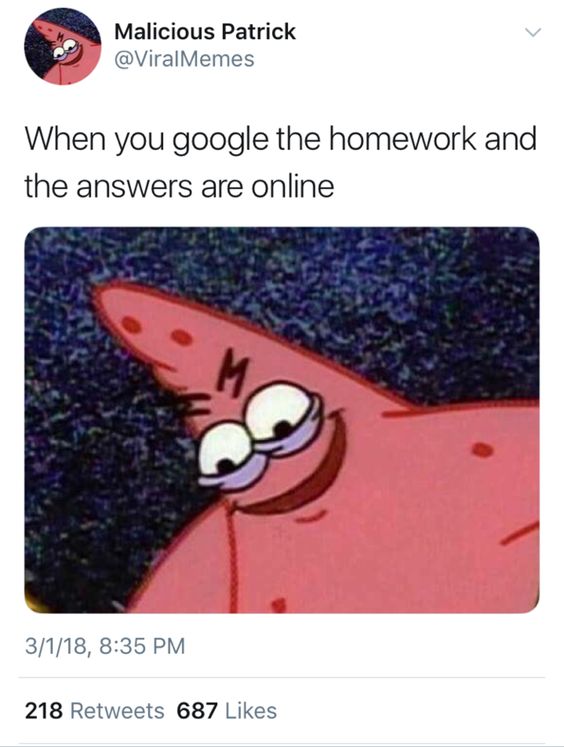 Malicious Patrick
@ViralMemes
When you google the homework and
the answers are online
3/1/18, 8:35 PM
218 Retweets 687 Likes